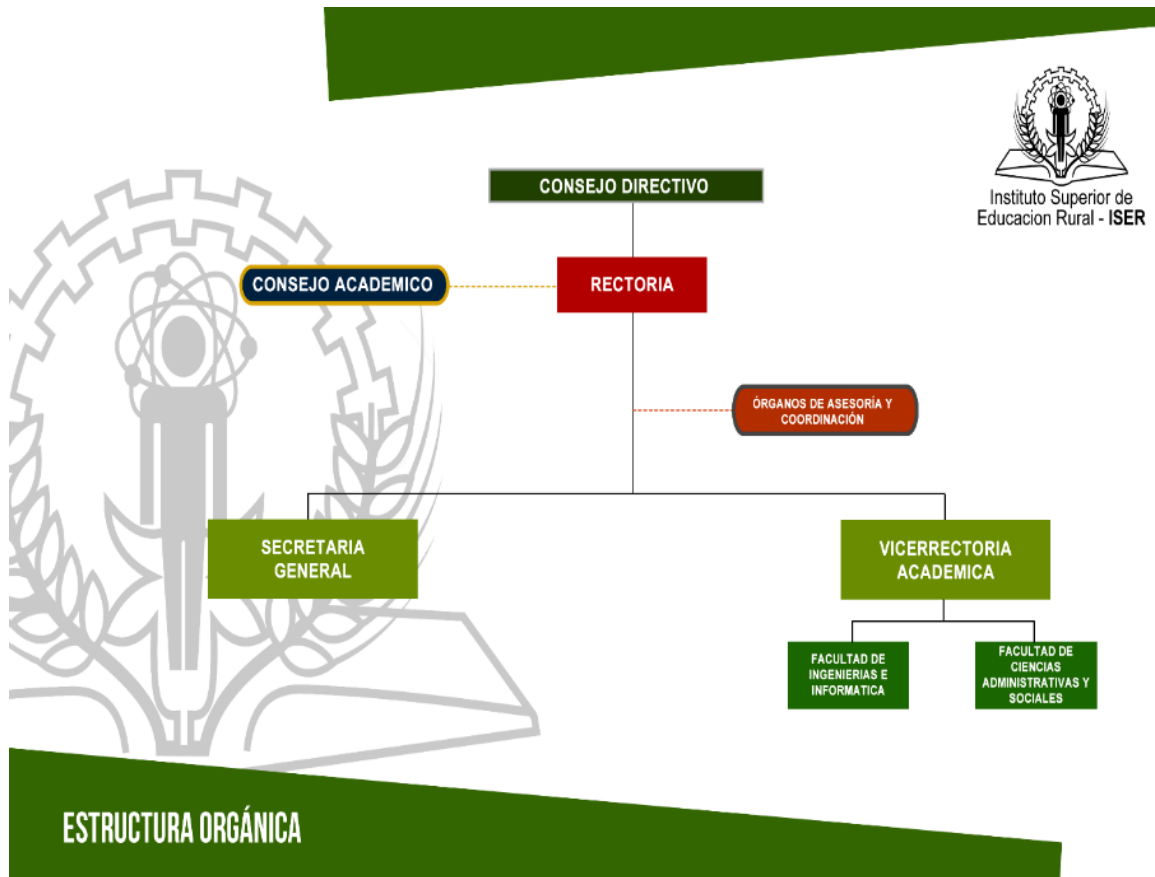 Instituto Superior de
Educacion Rural - ISER
CONSEJO DIRECTIVO
CONSEJO ACADEMICO
RECTORIA
ÓRGANOS DE ASESORÍA Y
COORDINACIÓN
SECRETARIA
GENERAL
VICERRECTORIA
ACADEMICA
FACULTAD DE
INGENIERIAS E
INFORMATICA
FACULTAD DE
CIENCIAS
ADMINISTRATIVAS Y
SOCIALES
ESTRUCTURA ORGÁNICA